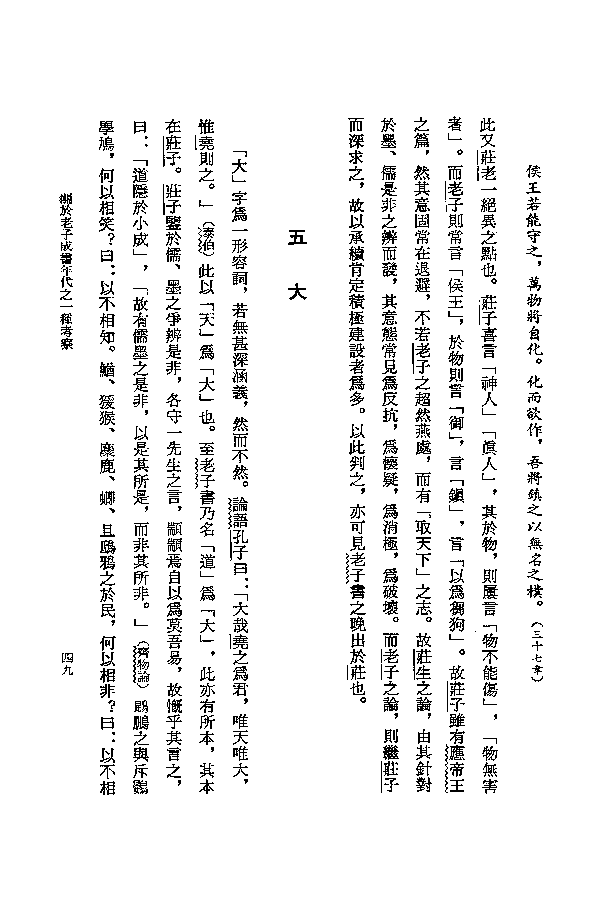 侯王若能守之，萬物將自化。化而欲作，吾將鎮之以無名之樸。（三十七章）
此又莊老一絕異之點也。莊子喜言「神人」「眞人」，其於物，則屢言「物不能傷」，「物無害
者」。而老子則常言「侯王」，於物則言「御」，言「鎭」，言「以爲芻狗」。故莊子雖有應帝王
之篇，然其意固常在退避，不若老子之超然燕處，而有「取天下」之志。故莊生之論，由其針對
於墨、儒是非之辨而發，其意態常見爲反抗，爲懷疑，爲消極，爲破壞。而老子之論，則繼莊子
而深求之，故以承續肯定積極建設者爲多。以此判之，亦可見老子書之晚出於莊也。
五　大
「大」字爲一形容詞，若無甚深涵義，然而不然。論語孔子曰：「大哉堯之爲君，唯天唯大，
惟堯則之。」（泰伯）此以「天」爲「大」也。至老子書乃名「道」爲「大」，此亦有所本，其本
在莊子。莊子鑒於儒、墨之爭辨是非，各守一先生之言，顓顓焉自以爲莫吾易，故慨乎其言之，
曰：「道隱於小成」，「故有儒墨之是非，以是其所是，而非其所非。」（齊物論）鵾鵬之與斥鷃
學鳩，何以相笑？曰：以不相知。鰌、猨猴、麋鹿、蝍、且鴟鴉之於民，何以相非？曰：以不相
關於老子成書年代之一種考察
四九